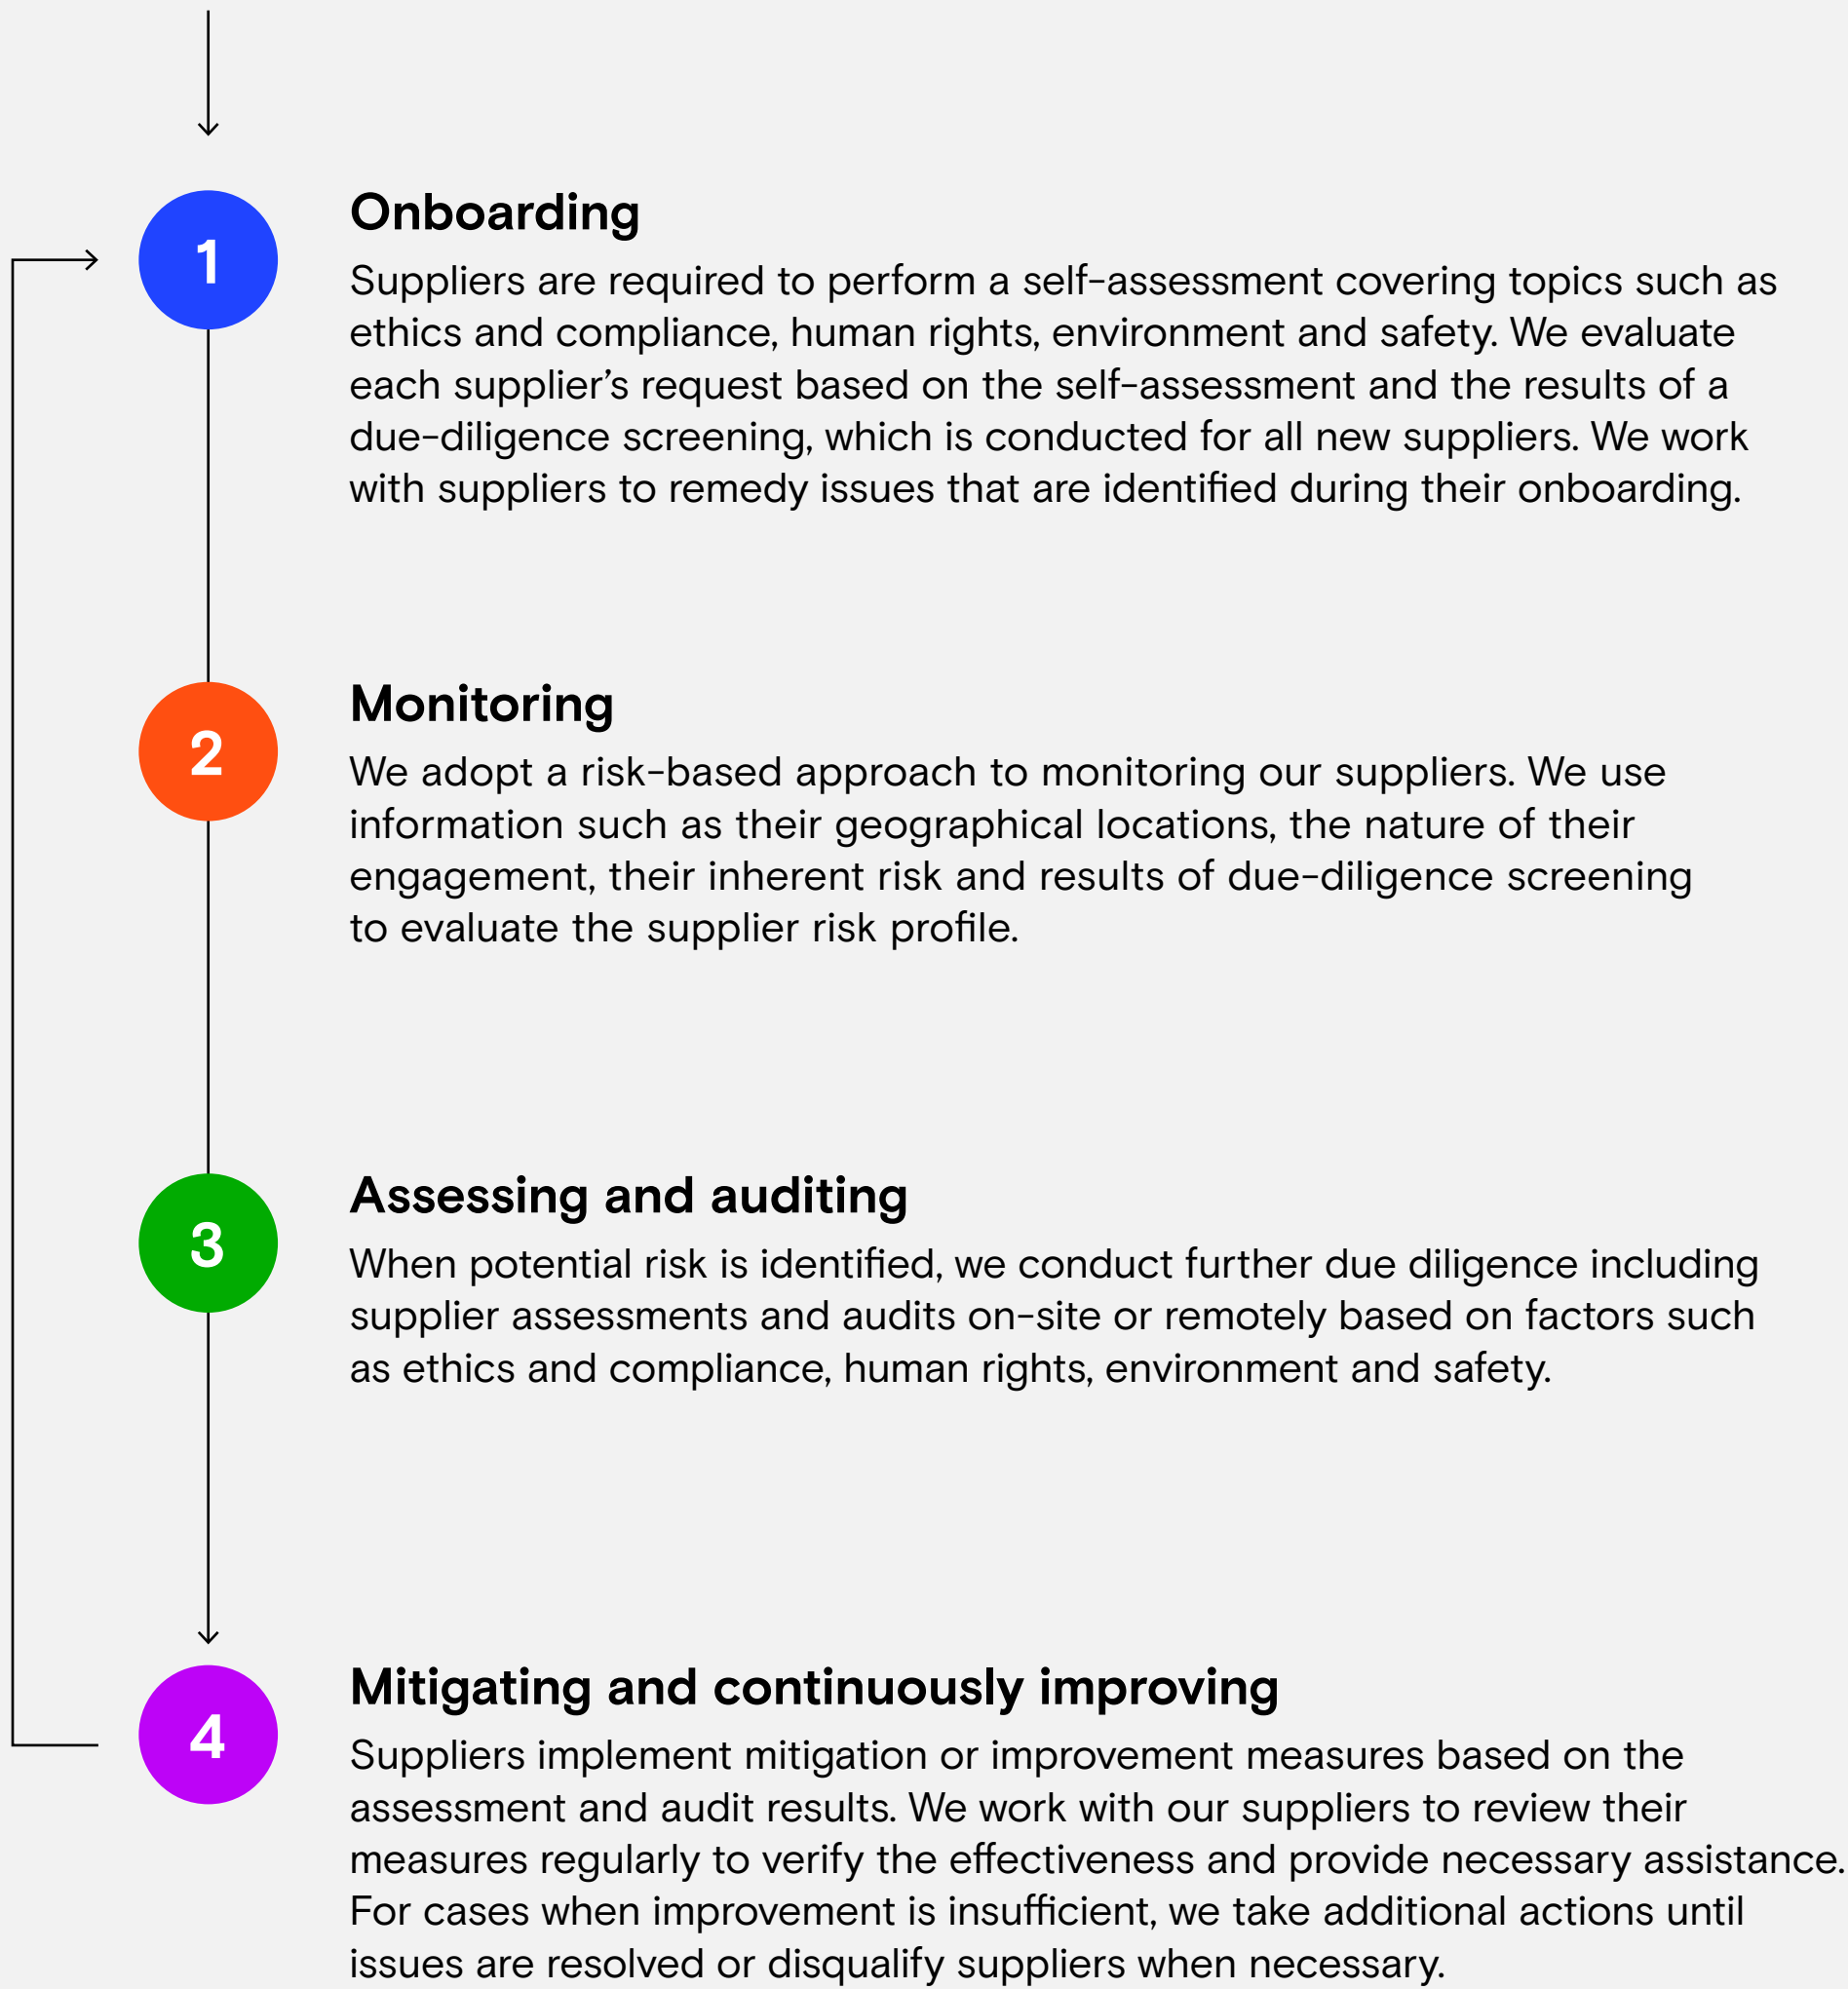 1
Onboarding
Suppliers are required to perform a self-assessment covering topics such as
ethics and compliance, human rights, environment and safety. We evaluate
each supplier’s request based on the self-assessment and the results of a
due-diligence screening, which is conducted for all new suppliers. We work
with suppliers to remedy issues that are identified during their onboarding.
2
Monitoring
We adopt a risk-based approach to monitoring our suppliers. We use
information such as their geographical locations, the nature of their
engagement, their inherent risk and results of due-diligence screening
to evaluate the supplier risk profile.
3
Assessing and auditing
When potential risk is identified, we conduct further due diligence including
supplier assessments and audits on-site or remotely based on factors such
as ethics and compliance, human rights, environment and safety.
4
Mitigating and continuously improving
Suppliers implement mitigation or improvement measures based on the
assessment and audit results. We work with our suppliers to review their
measures regularly to verify the effectiveness and provide necessary assistance.
For cases when improvement is insufficient, we take additional actions until
issues are resolved or disqualify suppliers when necessary.